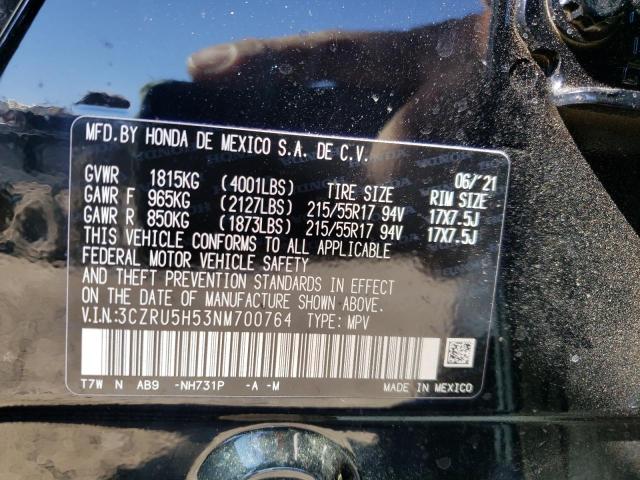 MFD. BY HONDA DE MEXICO S.A. DE C.V.
GVWR 1815KG (4001LBS) TIRE SIZE 06/'21 RIM SIZE
GAWR F 965KG (2127LBS) 215/55R17 94V 17X7.5J
GAWR R 850KG (1873LBS) 215/55R17 94V 17X7.5J
THIS VEHICLE CONFORMS TO ALL APPLICABLE
FEDERAL MOTOR VEHICLE SAFETY
AND THEFT PREVENTION STANDARDS IN EFFECT
ON THE DATE OF MANUFACTURE SHOWN ABOVE.
V.I.N.:3CZRU5H53NM700764 TYPE: MPV
T7W N AB9 -NH731P -A -M MADE IN MEXICO